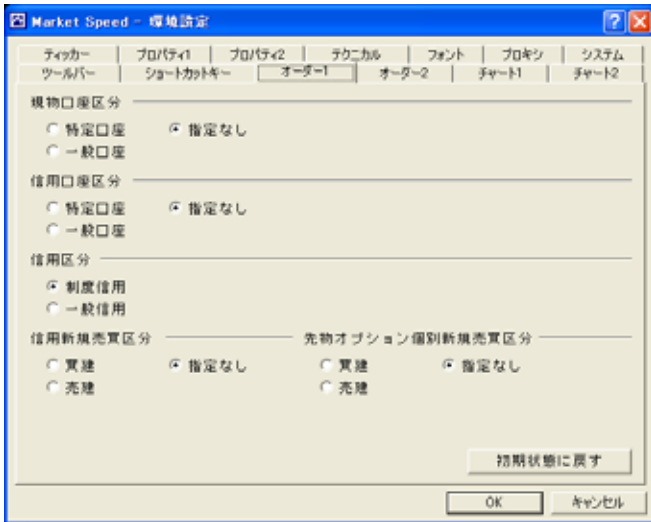 Market Speed - 環境設定
ティッカー プロパティ1 プロパティ2 テクニカル フォント プロキシ システム
ツールバー ショートカットキー オーダー1 オーダー2 チャート1 チャート2
現物口座区分
特定口座 指定なし
一般口座
信用口座区分
特定口座 指定なし
一般口座
信用区分
制度信用
一般信用
信用新規売買区分 先物オプション個別新規売買区分
買建 指定なし 買建 指定なし
売建 売建
初期状態に戻す
OK キャンセル